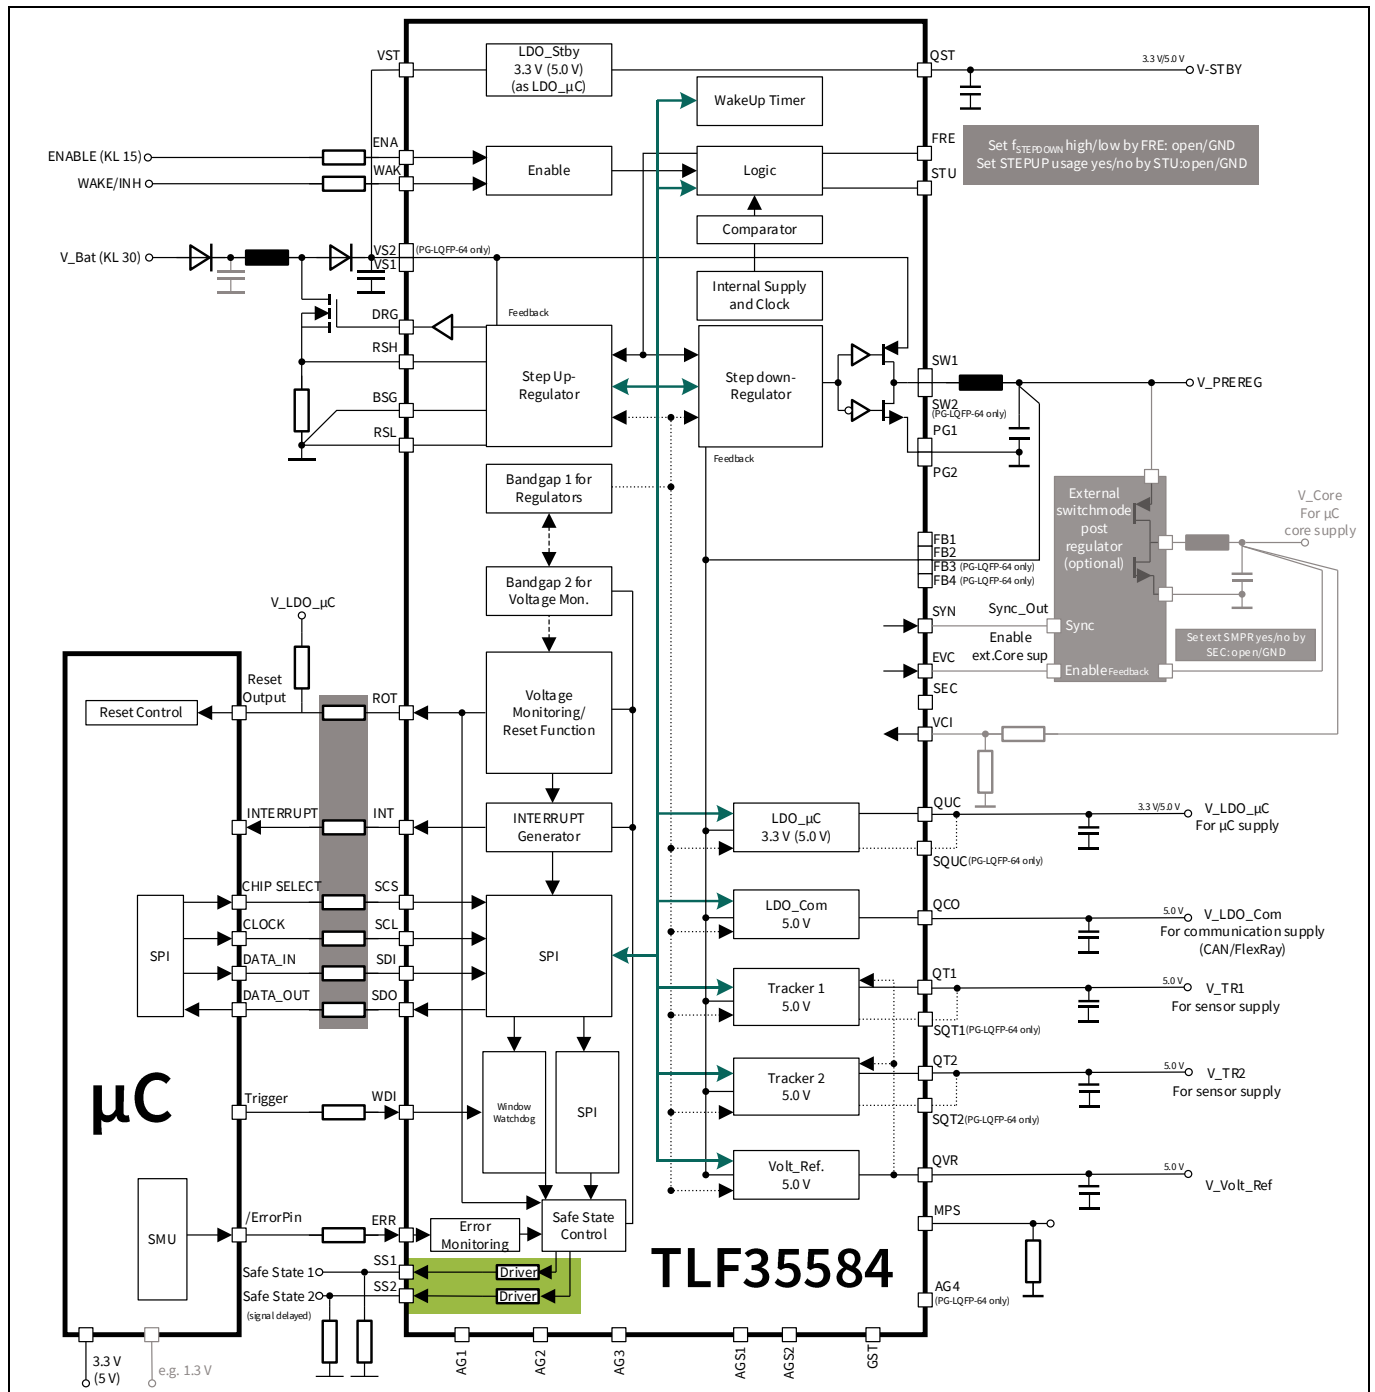 VST
LDO_Stby
3.3 V (5.0 V)
(as LDO_µC)
QST
3.3 V/5.0 V
V-STBY
WakeUp Timer
ENABLE (KL 15)
ENA
WAKE/INH
WAK
Enable
Logic
FRE
STU
Set fSTEPDOWN high/low by FRE: open/GND
Set STEPUP usage yes/no by STU:open/GND
Comparator
V_Bat (KL 30)
VS2 (PG-LQFP-64 only)
VS1
Internal Supply
and Clock
DRG
Feedback
RSH
BSG
RSL
Step Up-
Regulator
Step down-
Regulator
Feedback
SW1
V_PREREG
SW2
(PG-LQFP-64 only)
PG1
PG2
Bandgap 1 for
Regulators
External
switchmode
post
regulator
(optional)
V_Core
For µC
core supply
FB1
FB2
FB3 (PG-LQFP-64 only)
FB4 (PG-LQFP-64 only)
Bandgap 2 for
Voltage Mon.
SYN
Sync_Out
Sync
Enable
ext.Core sup
EVC
Enable
Feedback
Set ext SMPR yes/no by
SEC: open/GND
SEC
VCI
V_LDO_µC
Reset
Output
ROT
Reset Control
Voltage
Monitoring/
Reset Function
INTERRUPT
INT
INTERRUPT
Generator
LDO_µC
3.3 V (5.0 V)
QUC
3.3 V/5.0 V
V_LDO_µC
For µC supply
SQUC(PG-LQFP-64 only)
CHIP SELECT
SCS
CLOCK
SCL
DATA_IN
SDI
DATA_OUT
SDO
SPI
SPI
LDO_Com
5.0 V
QCO
5.0 V
V_LDO_Com
For communication supply
(CAN/FlexRay)
Tracker 1
5.0 V
QT1
5.0 V
V_TR1
For sensor supply
SQT1(PG-LQFP-64 only)
Tracker 2
5.0 V
QT2
5.0 V
V_TR2
For sensor supply
SQT2(PG-LQFP-64 only)
µC
Trigger
WDI
Window
Watchdog
SPI
Volt_Ref.
5.0 V
QVR
5.0 V
V_Volt_Ref
SMU
/ErrorPin
ERR
Error
Monitoring
Safe State
Control
MPS
TLF35584
Safe State 1
SS1
Driver
Safe State 2
(signal delayed)
SS2
Driver
AG4
(PG-LQFP-64 only)
3.3 V
(5 V)
e.g. 1.3 V
AG1
AG2
AG3
AGS1
AGS2
GST